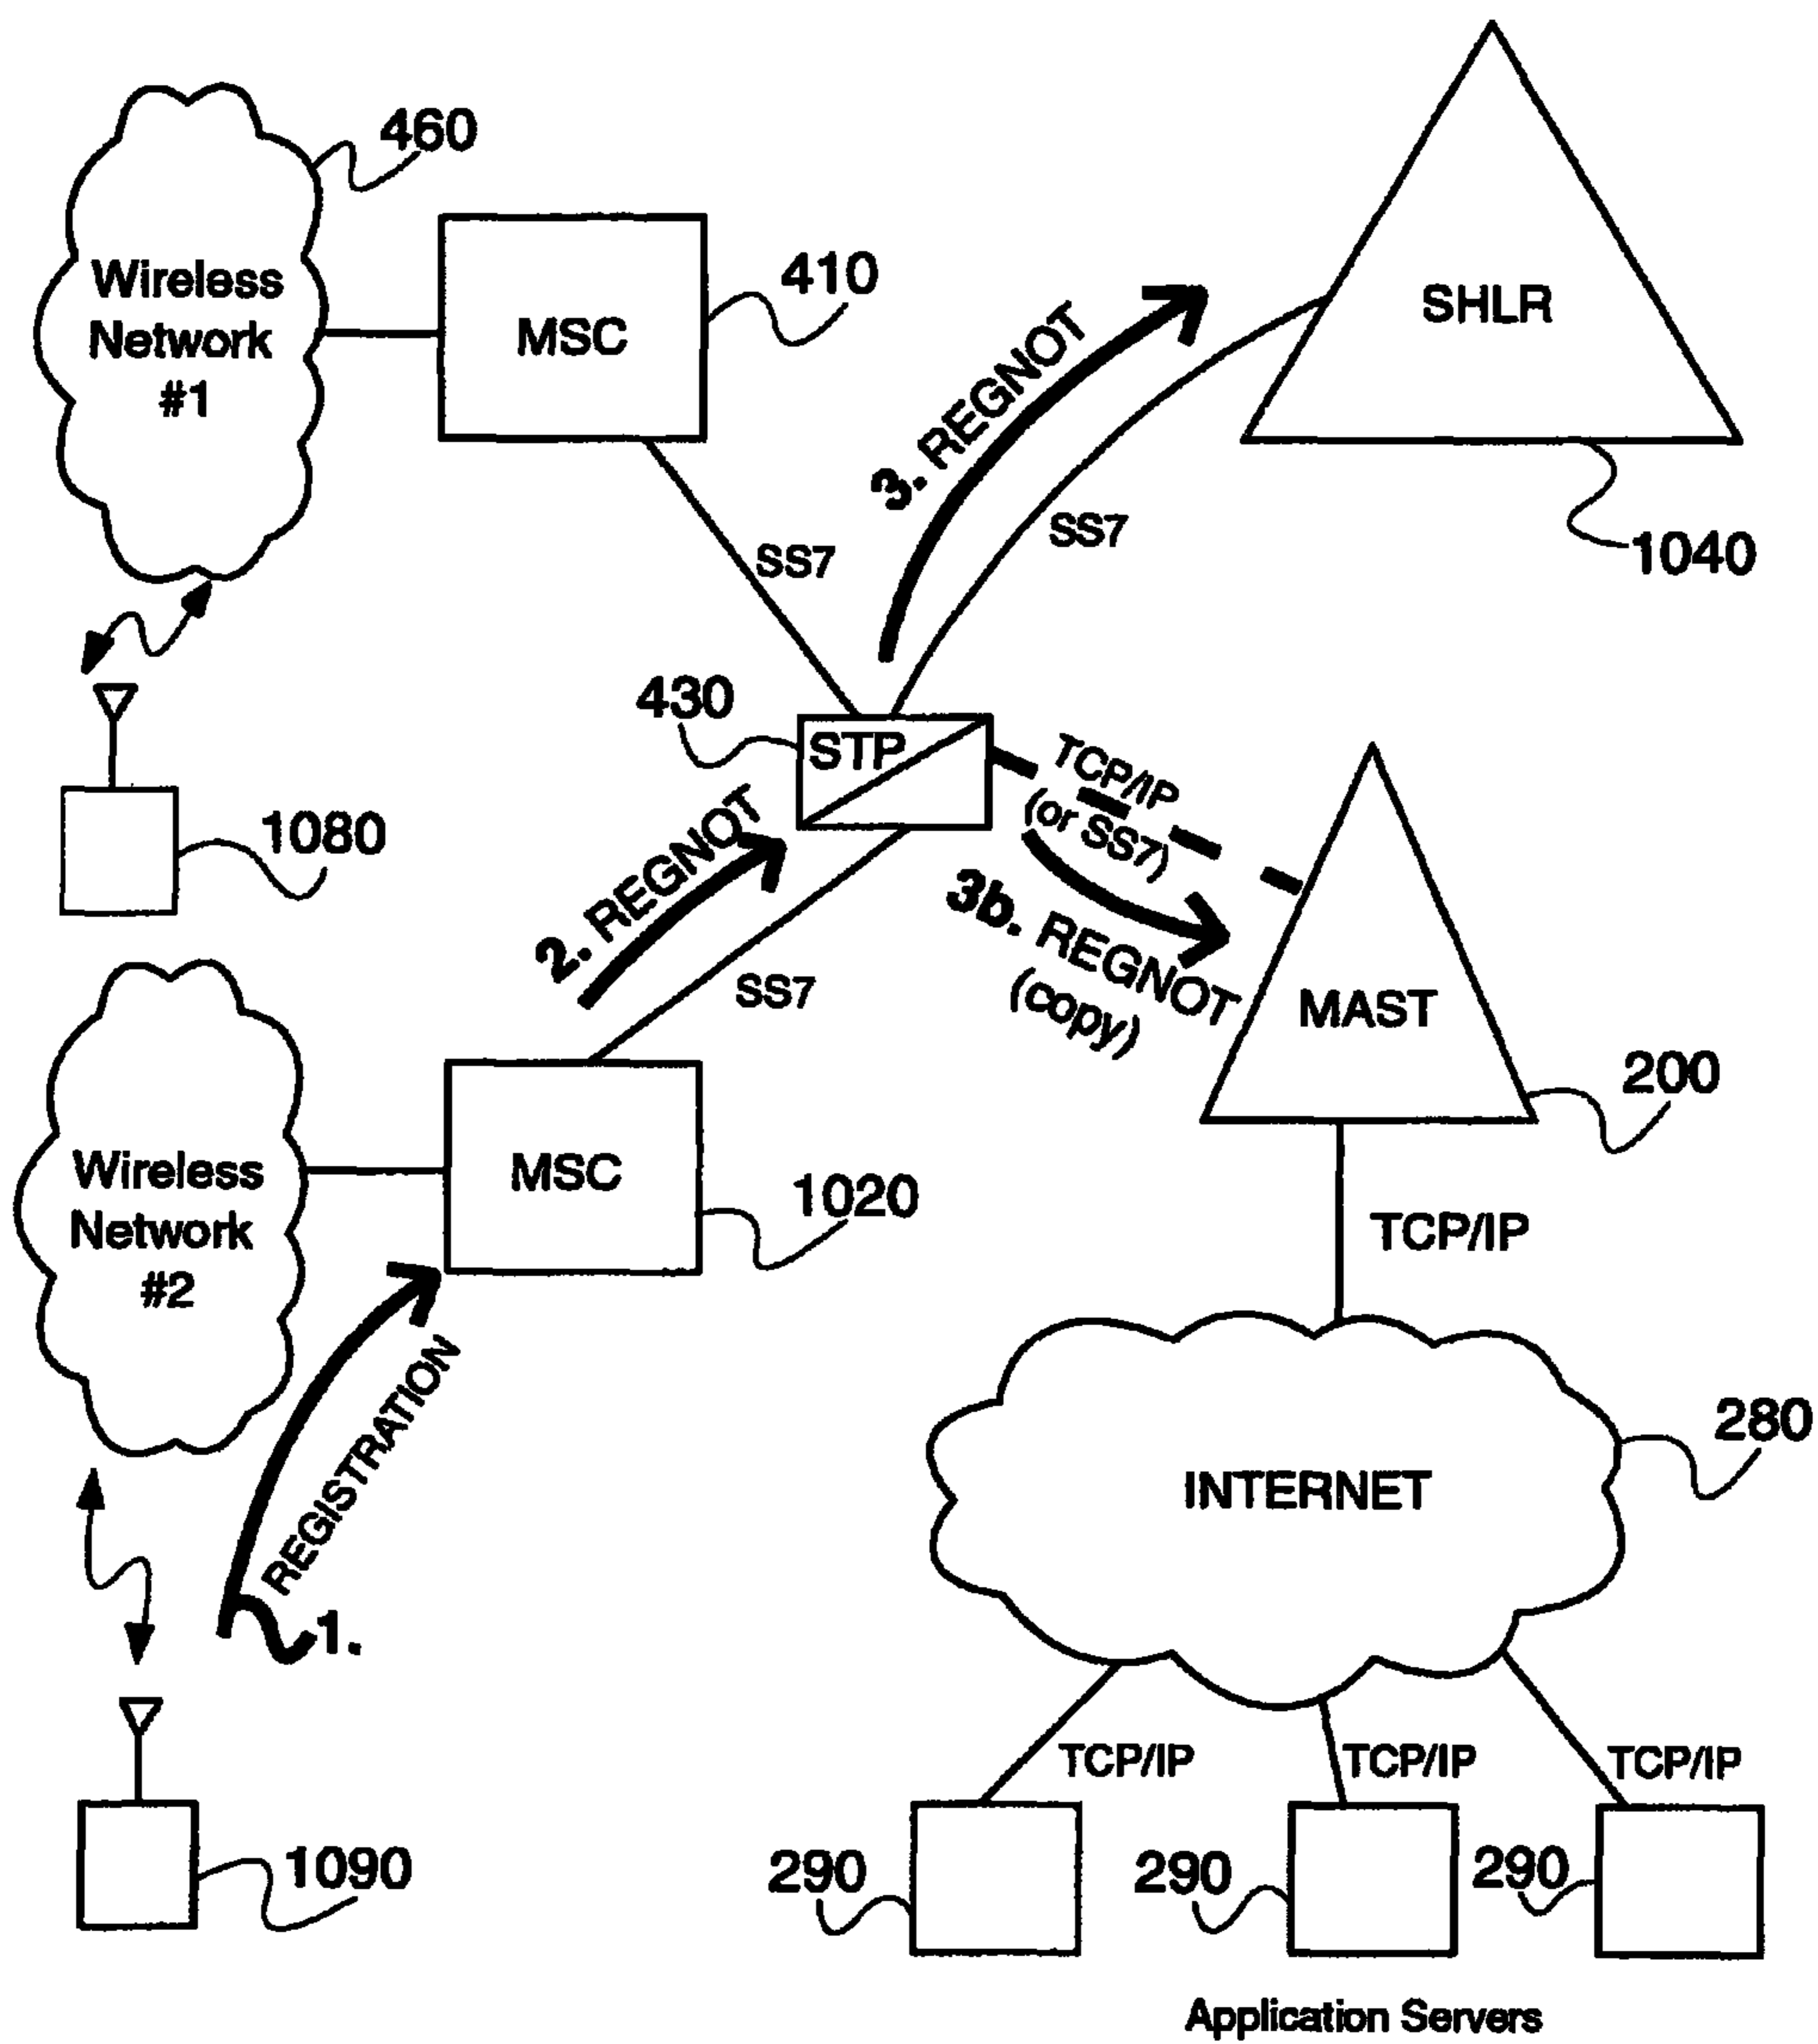 460
Wireless
Network
#1
MSC
410
SHLR
1040
3. REGNOT
SS7
SS7
430
STP
TCP/IP
(or SS7)
1080
2. REGNOT
3b. REGNOT
(copy)
SS7
MAST
200
Wireless
Network
#2
MSC
1020
TCP/IP
REGISTRATION
1.
280
INTERNET
TCP/IP
TCP/IP
TCP/IP
1090
290
290
290
Application Servers